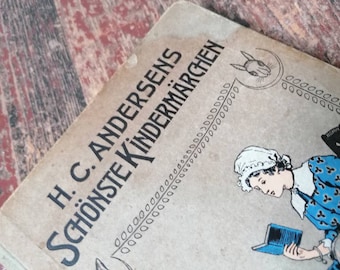 H. C. ANDERSENS
SCHÖNSTE KINDERMÄRCHEN